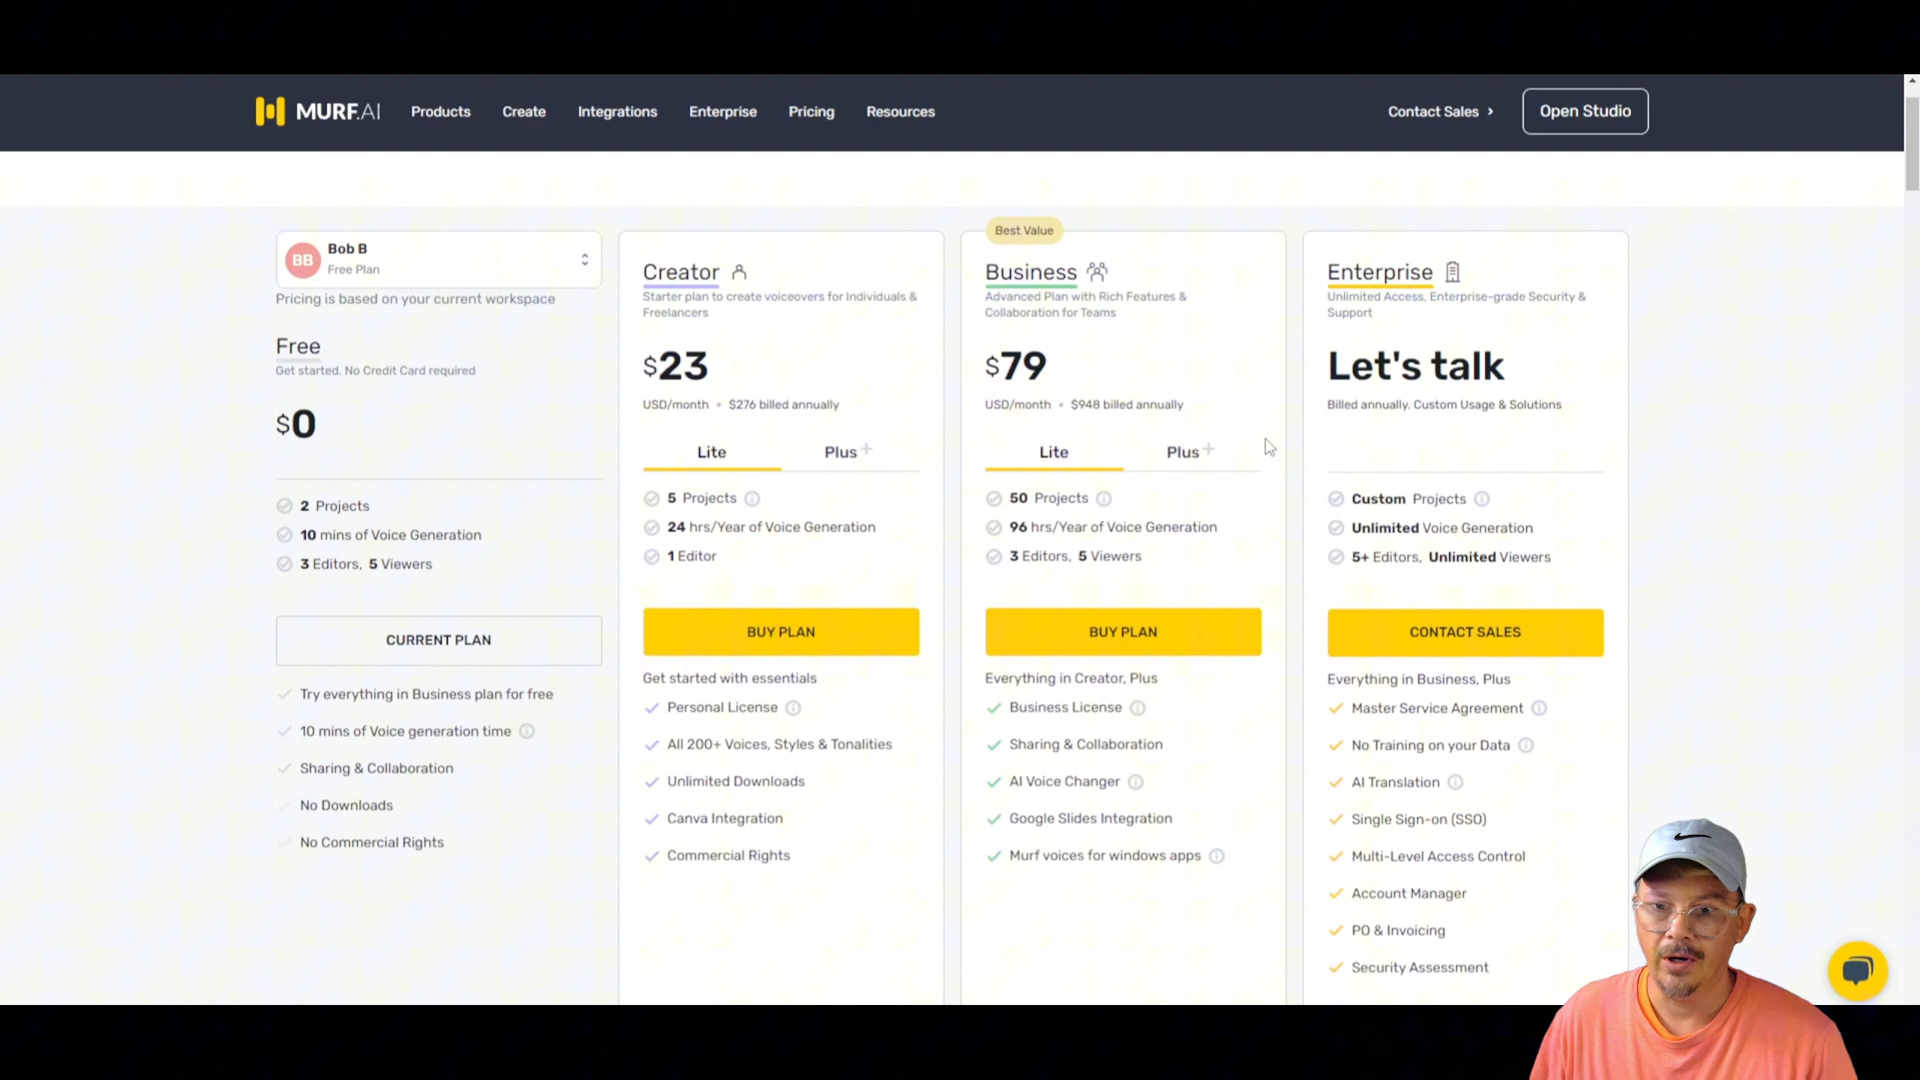 MURF.AI
Products
Create
Integrations
Enterprise
Pricing
Resources
Contact Sales
Open Studio
BB
Bob B
Free Plan
Pricing is based on your current workspace
Free
Get started. No Credit Card required
$0
2 Projects
10 mins of Voice Generation
3 Editors, 5 Viewers
CURRENT PLAN
Try everything in Business plan for free
10 mins of Voice generation time
Sharing & Collaboration
No Downloads
No Commercial Rights
Creator
Starter plan to create voiceovers for Individuals &
Freelancers
$23
USD/month • $276 billed annually
Lite
Plus+
5 Projects
24 hrs/Year of Voice Generation
1 Editor
BUY PLAN
Get started with essentials
Personal License
All 200+ Voices, Styles & Tonalities
Unlimited Downloads
Canva Integration
Commercial Rights
Best Value
Business
Advanced Plan with Rich Features &
Collaboration for Teams
$79
USD/month • $948 billed annually
Lite
Plus+
50 Projects
96 hrs/Year of Voice Generation
3 Editors, 5 Viewers
BUY PLAN
Everything in Creator, Plus
Business License
Sharing & Collaboration
AI Voice Changer
Google Slides Integration
Murf voices for windows apps
Enterprise
Unlimited Access, Enterprise-grade Security &
Support
Let's talk
Billed annually. Custom Usage & Solutions
Custom Projects
Unlimited Voice Generation
5+ Editors, Unlimited Viewers
CONTACT SALES
Everything in Business, Plus
Master Service Agreement
No Training on your Data
AI Translation
Single Sign-on (SSO)
Multi-Level Access Control
Account Manager
PO & Invoicing
Security Assessment